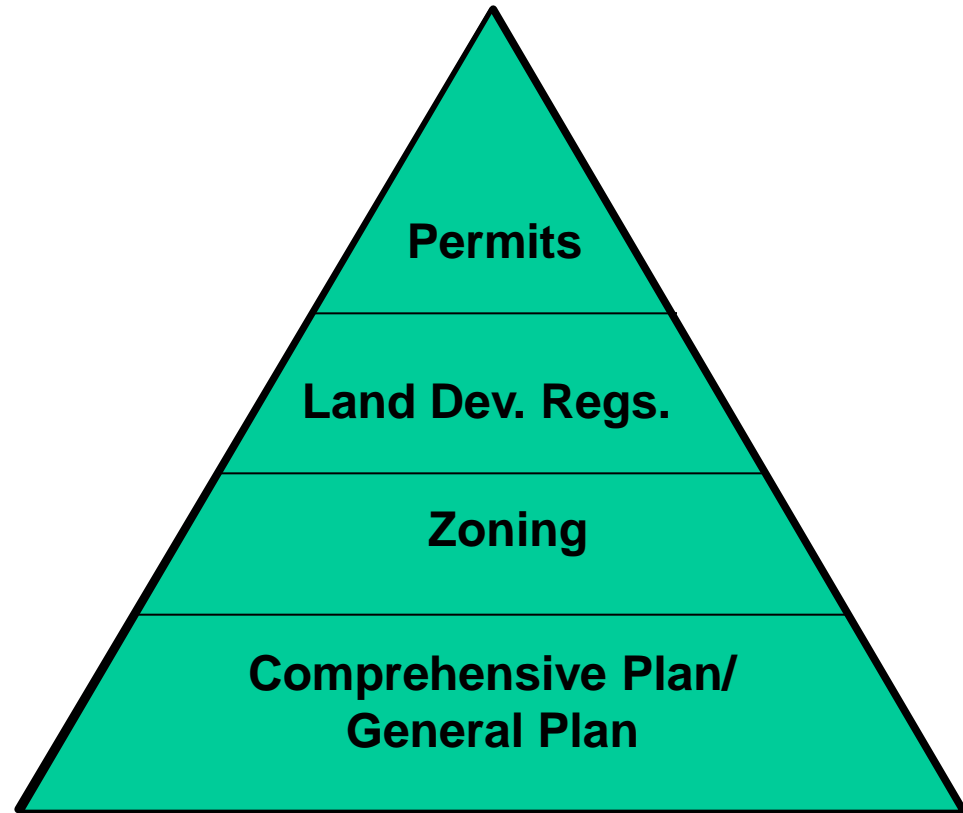 Permits
Land Dev. Regs.
Zoning
Comprehensive Plan/
General Plan